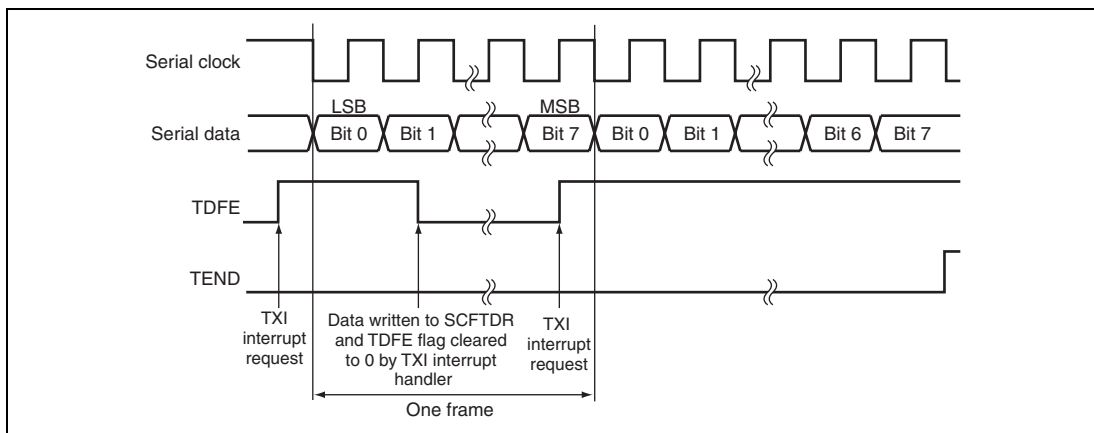 Serial clock
LSB
MSB
Serial data
Bit 0
Bit 1
Bit 7
Bit 0
Bit 1
Bit 6
Bit 7
TDFE
TEND
TXI
interrupt
request
Data written to SCFTDR
and TDFE flag cleared
to 0 by TXI interrupt
handler
TXI
interrupt
request
One frame